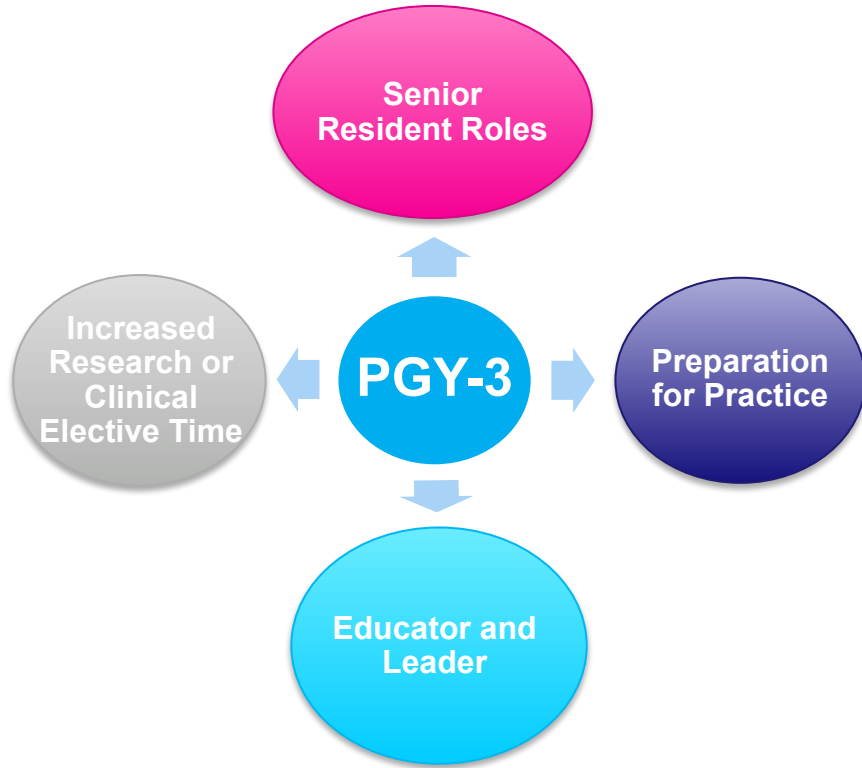 Senior
Resident Roles
Increased
Research or
Clinical
Elective Time
PGY-3
Preparation
for Practice
Educator and
Leader